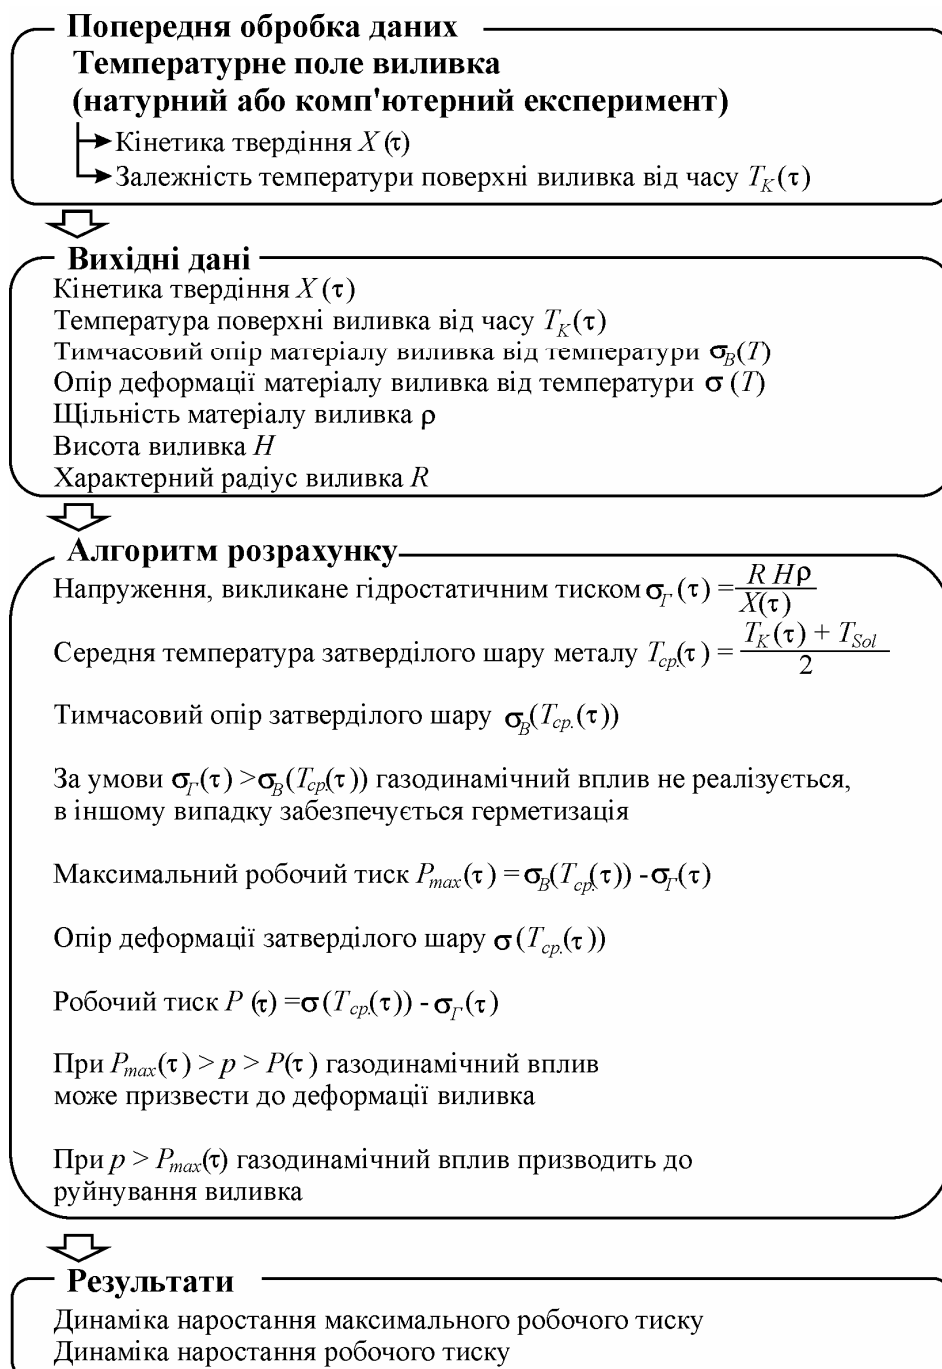 Попередня обробка даних
Температурне поле виливка
(натурний або комп'ютерний експеримент)
Кінетика твердіння X (τ)
Залежність температури поверхні виливка від часу T_K(τ)
Вихідні дані
Кінетика твердіння X (τ)
Температура поверхні виливка від часу T_K(τ)
Тимчасовий опір матеріалу виливка від температури σ_B(T)
Опір деформації матеріалу виливка від температури σ (T)
Щільність матеріалу виливка ρ
Висота виливка H
Характерний радіус виливка R
Алгоритм розрахунку
Напруження, викликане гідростатичним тиском σ_Г(τ) = R H ρ / X(τ)
Середня температура затверділого шару металу T_ср.(τ) = T_K(τ) + T_Sol / 2
Тимчасовий опір затверділого шару σ_B(T_ср.(τ))
За умови σ_Г(τ) >σ_B(T_ср.(τ)) газодинамічний вплив не реалізується,
в іншому випадку забезпечується герметизація
Максимальний робочий тиск P_max(τ) = σ_B(T_ср.(τ)) - σ_Г(τ)
Опір деформації затверділого шару σ (T_ср.(τ))
Робочий тиск P (τ) =σ (T_ср.(τ)) - σ_Г(τ)
При P_max(τ) > p > P(τ) газодинамічний вплив
може призвести до деформації виливка
При p > P_max(τ) газодинамічний вплив призводить до
руйнування виливка
Результати
Динаміка наростання максимального робочого тиску
Динаміка наростання робочого тиску